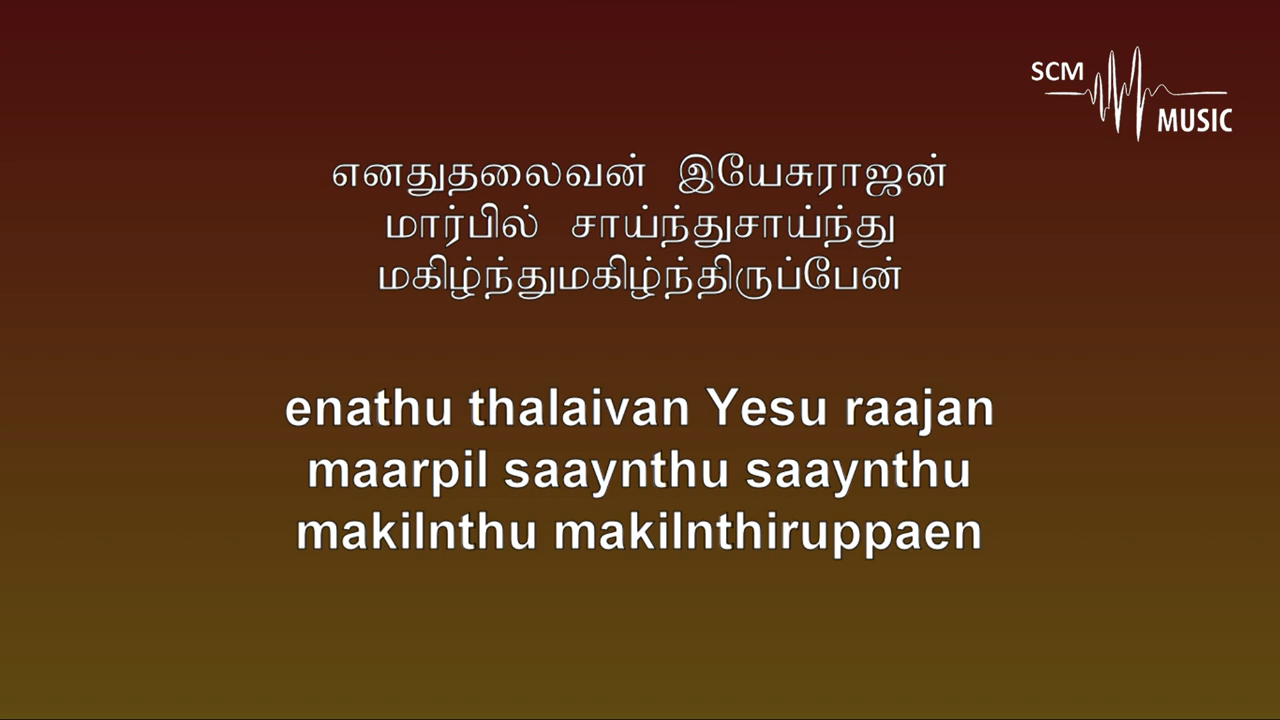 SCM
MUSIC
எனதுதலைவன் இயேசுராஜன்
மார்பில் சாய்ந்துசாய்ந்து
மகிழ்ந்துமகிழ்ந்திருப்பேன்
enathu thalaivan Yesu raajan
maarpil saaynthu saaynthu
makilnthu makilnthiruppaen